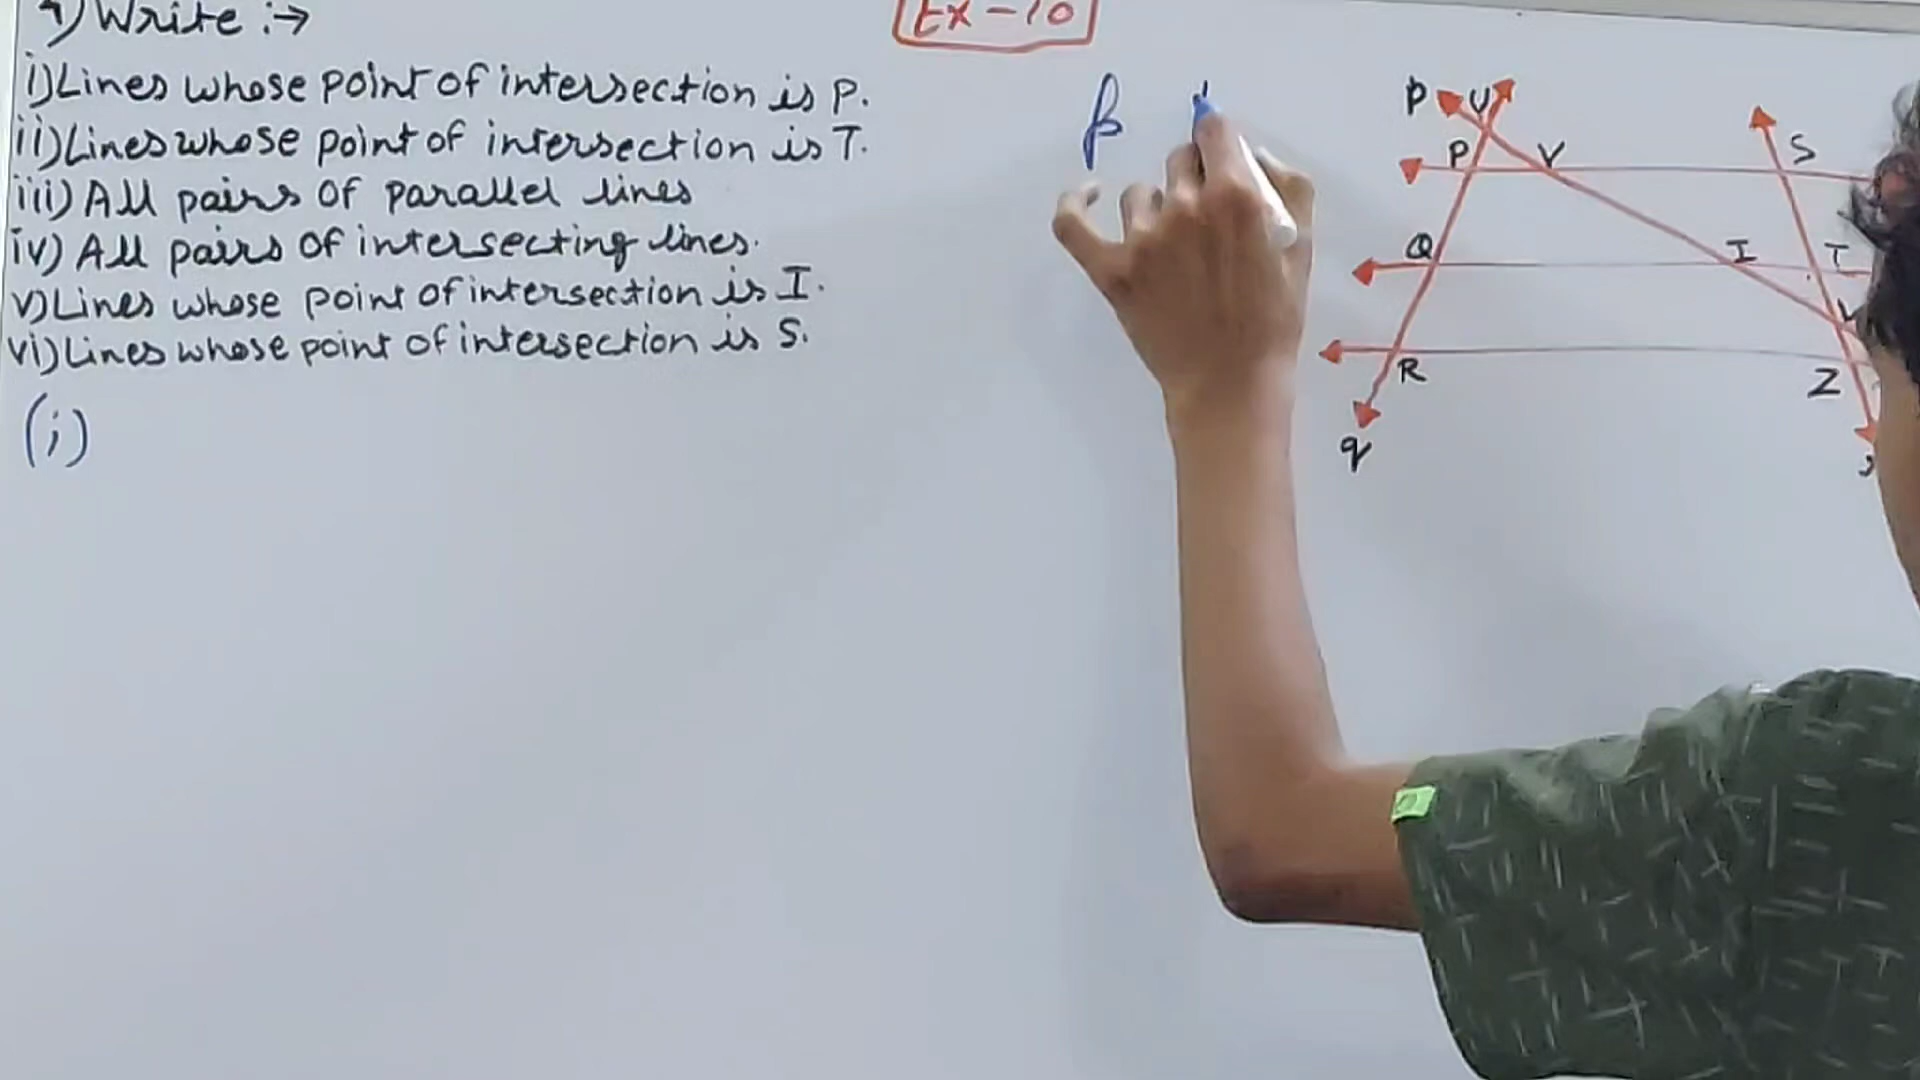 Write :→
Ex - 10
i) Lines whose point of intersection is P.
ii) Lines whose point of intersection is T.
iii) All pairs of parallel lines
iv) All pairs of intersecting lines.
v) Lines whose point of intersection is I.
vi) Lines whose point of intersection is S.
(i)
β
p U
P V S
Q I T
R Z
q